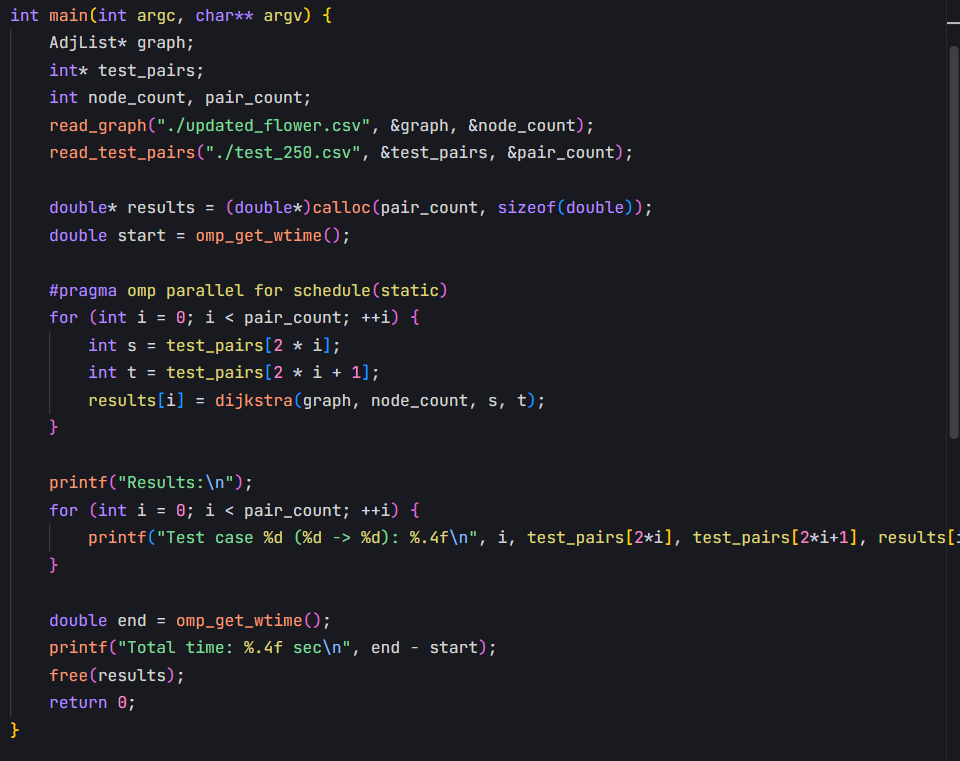 int main(int argc, char** argv) {
    AdjList* graph;
    int* test_pairs;
    int node_count, pair_count;
    read_graph("./updated_flower.csv", &graph, &node_count);
    read_test_pairs("./test_250.csv", &test_pairs, &pair_count);

    double* results = (double*)calloc(pair_count, sizeof(double));
    double start = omp_get_wtime();

    #pragma omp parallel for schedule(static)
    for (int i = 0; i < pair_count; ++i) {
        int s = test_pairs[2 * i];
        int t = test_pairs[2 * i + 1];
        results[i] = dijkstra(graph, node_count, s, t);
    }

    printf("Results:\n");
    for (int i = 0; i < pair_count; ++i) {
        printf("Test case %d (%d -> %d): %.4f\n", i, test_pairs[2*i], test_pairs[2*i+1], results[i
    }

    double end = omp_get_wtime();
    printf("Total time: %.4f sec\n", end - start);
    free(results);
    return 0;
}